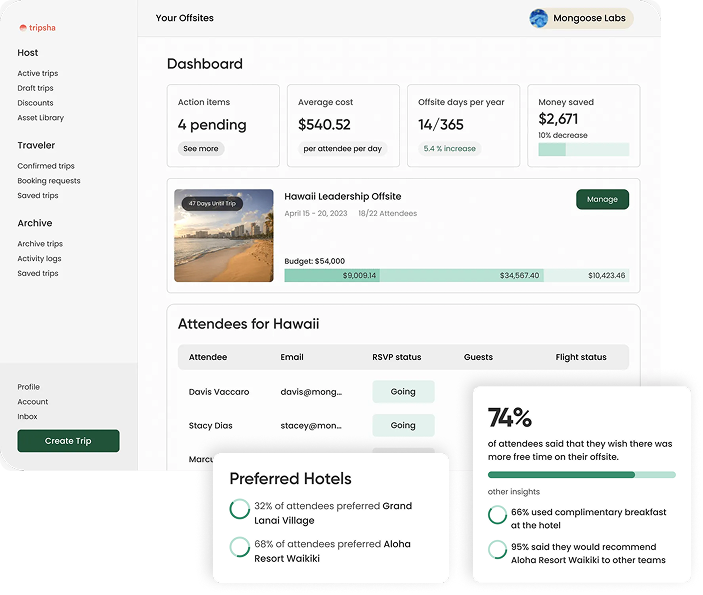 tripsha
Host
Active trips
Draft trips
Discounts
Asset Library
Traveler
Confirmed trips
Booking requests
Saved trips
Archive
Archive trips
Activity logs
Saved trips
Profile
Account
Inbox
Create Trip
Your Offsites
Mongoose Labs
Dashboard
Action items
4 pending
See more
Average cost
$540.52
per attendee per day
Offsite days per year
14/365
5.4 % increase
Money saved
$2,671
10% decrease
47 Days Until Trip
Hawaii Leadership Offsite
Manage
April 15 - 20, 2023 18/22 Attendees
Budget: $54,000
$9,009.14 $34,567.40 $10,423.46
Attendees for Hawaii
Attendee Email RSVP status Guests Flight status
Davis Vaccaro davis@mong... Going
Stacy Dias stacey@mon... Going
Marcu
Preferred Hotels
32% of attendees preferred Grand
Lanai Village
68% of attendees preferred Aloha
Resort Waikiki
74%
of attendees said that they wish there was
more free time on their offsite.
other insights
66% used complimentary breakfast
at the hotel
95% said they would recommend
Aloha Resort Waikiki to other teams